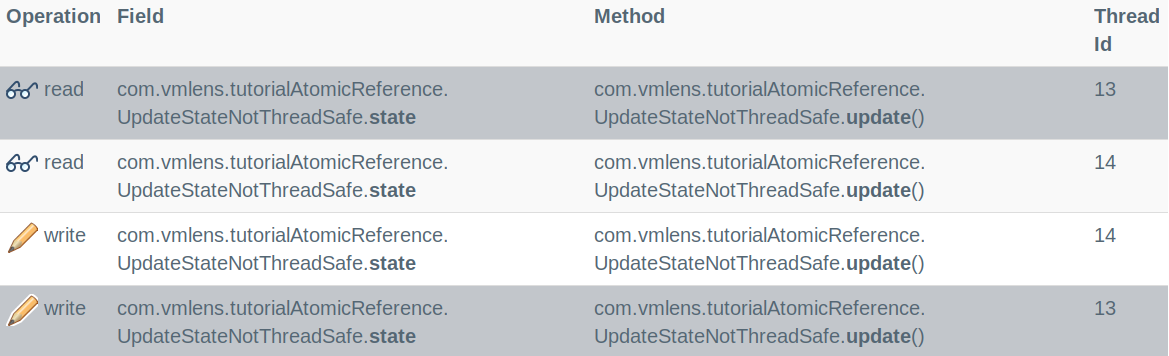 Operation Field Method Thread
Id
read com.vmlens.tutorialAtomicReference. com.vmlens.tutorialAtomicReference. 13
UpdateStateNotThreadSafe.state UpdateStateNotThreadSafe.update()
read com.vmlens.tutorialAtomicReference. com.vmlens.tutorialAtomicReference. 14
UpdateStateNotThreadSafe.state UpdateStateNotThreadSafe.update()
write com.vmlens.tutorialAtomicReference. com.vmlens.tutorialAtomicReference. 14
UpdateStateNotThreadSafe.state UpdateStateNotThreadSafe.update()
write com.vmlens.tutorialAtomicReference. com.vmlens.tutorialAtomicReference. 13
UpdateStateNotThreadSafe.state UpdateStateNotThreadSafe.update()